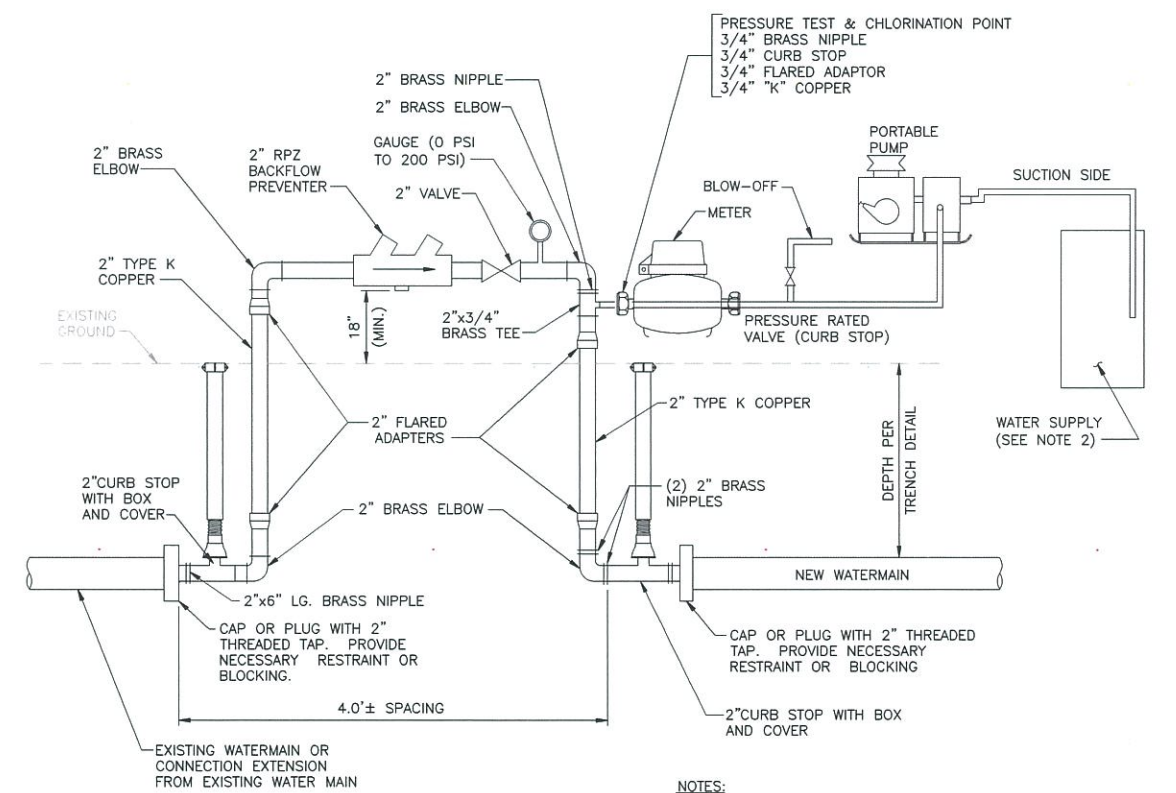 PRESSURE TEST & CHLORINATION POINT
3/4" BRASS NIPPLE
3/4" CURB STOP
3/4" FLARED ADAPTOR
3/4" "K" COPPER
2" BRASS NIPPLE
2" BRASS ELBOW
GAUGE (0 PSI
TO 200 PSI)
2" VALVE
2" BRASS
ELBOW
2" RPZ
BACKFLOW
PREVENTER
PORTABLE
PUMP
SUCTION SIDE
BLOW-OFF
METER
2" TYPE K
COPPER
EXISTING
GROUND
18"
(MIN.)
2"x3/4"
BRASS TEE
PRESSURE RATED
VALVE (CURB STOP)
2" FLARED
ADAPTERS
2" TYPE K COPPER
WATER SUPPLY
(SEE NOTE 2)
DEPTH PER
TRENCH DETAIL
2"CURB STOP
WITH BOX
AND COVER
(2) 2" BRASS
NIPPLES
2" BRASS ELBOW
NEW WATERMAIN
2"x6" LG. BRASS NIPPLE
CAP OR PLUG WITH 2"
THREADED TAP. PROVIDE
NECESSARY RESTRAINT OR
BLOCKING.
CAP OR PLUG WITH 2" THREADED
TAP. PROVIDE NECESSARY
RESTRAINT OR BLOCKING
4.0'± SPACING
2"CURB STOP WITH BOX
AND COVER
EXISTING WATERMAIN OR
CONNECTION EXTENSION
FROM EXISTING WATER MAIN
NOTES: